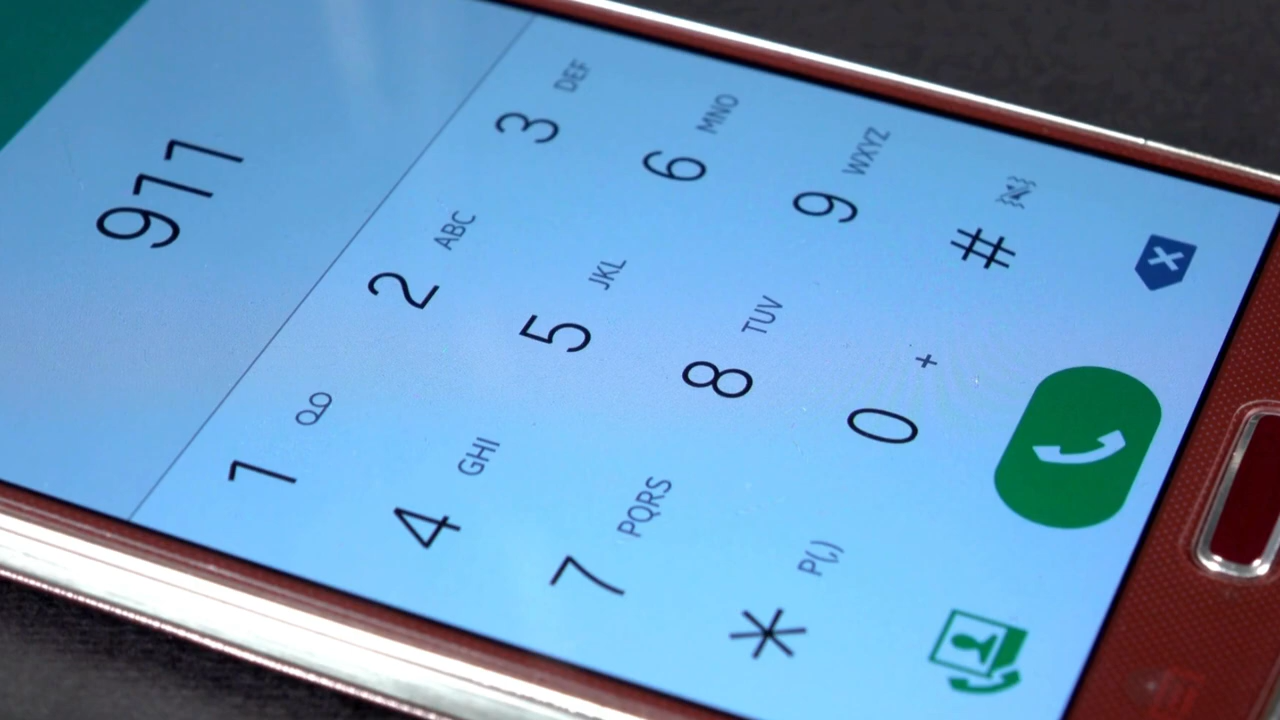 911
1
2 ABC
3 DEF
4 GHI
5 JKL
6 MNO
7 PQRS
8 TUV
9 WXYZ
* P(,)
0 +
#